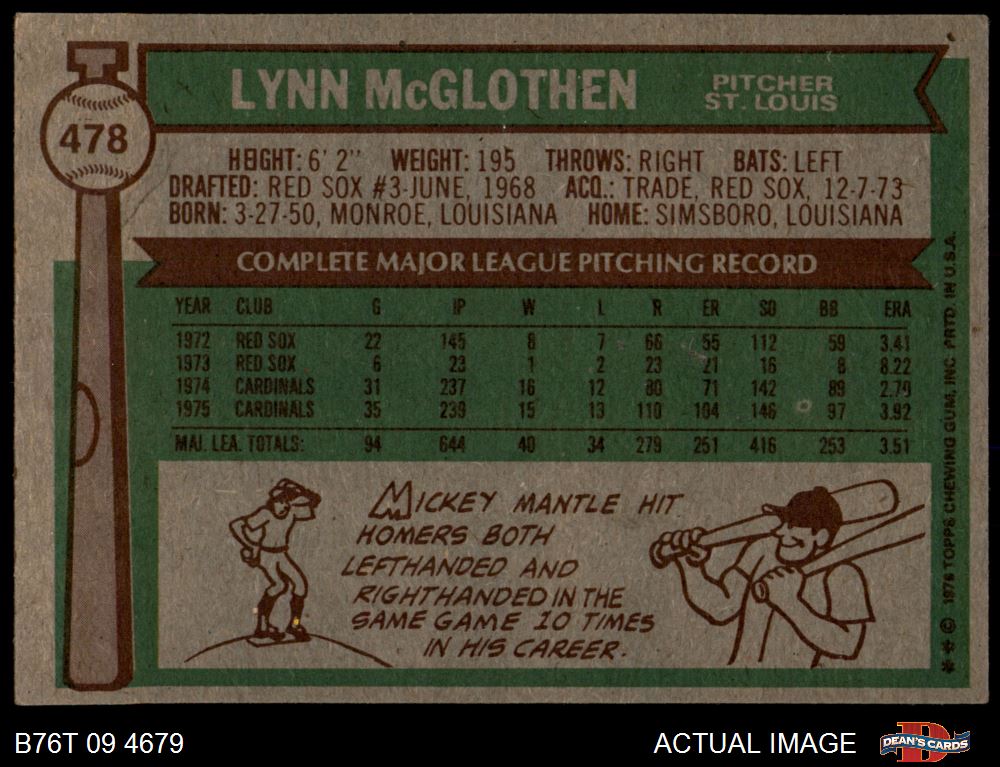 478
LYNN McGLOTHEN
PITCHER
ST. LOUIS
HEIGHT: 6' 2" WEIGHT: 195 THROWS: RIGHT BATS: LEFT
DRAFTED: RED SOX #3-JUNE, 1968 ACQ.: TRADE, RED SOX, 12-7-73
BORN: 3-27-50, MONROE, LOUISIANA HOME: SIMSBORO, LOUISIANA
COMPLETE MAJOR LEAGUE PITCHING RECORD
YEAR CLUB G IP W L R ER SO BB ERA
1972 RED SOX 22 145 8 7 66 55 112 59 3.41
1973 RED SOX 6 23 1 2 23 21 16 8 8.22
1974 CARDINALS 31 237 16 12 80 71 142 89 2.70
1975 CARDINALS 35 239 15 13 110 104 146 97 3.92
MAJ. LEA. TOTALS: 94 644 40 34 279 251 416 253 3.51
MICKEY MANTLE HIT
HOMERS BOTH
LEFTHANDED AND
RIGHTHANDED IN THE
SAME GAME 10 TIMES
IN HIS CAREER.
** © 1976 TOPPS CHEWING GUM, INC. PRTD. IN U.S.A.
B76T 09 4679
ACTUAL IMAGE
D
DEAN'S CARDS